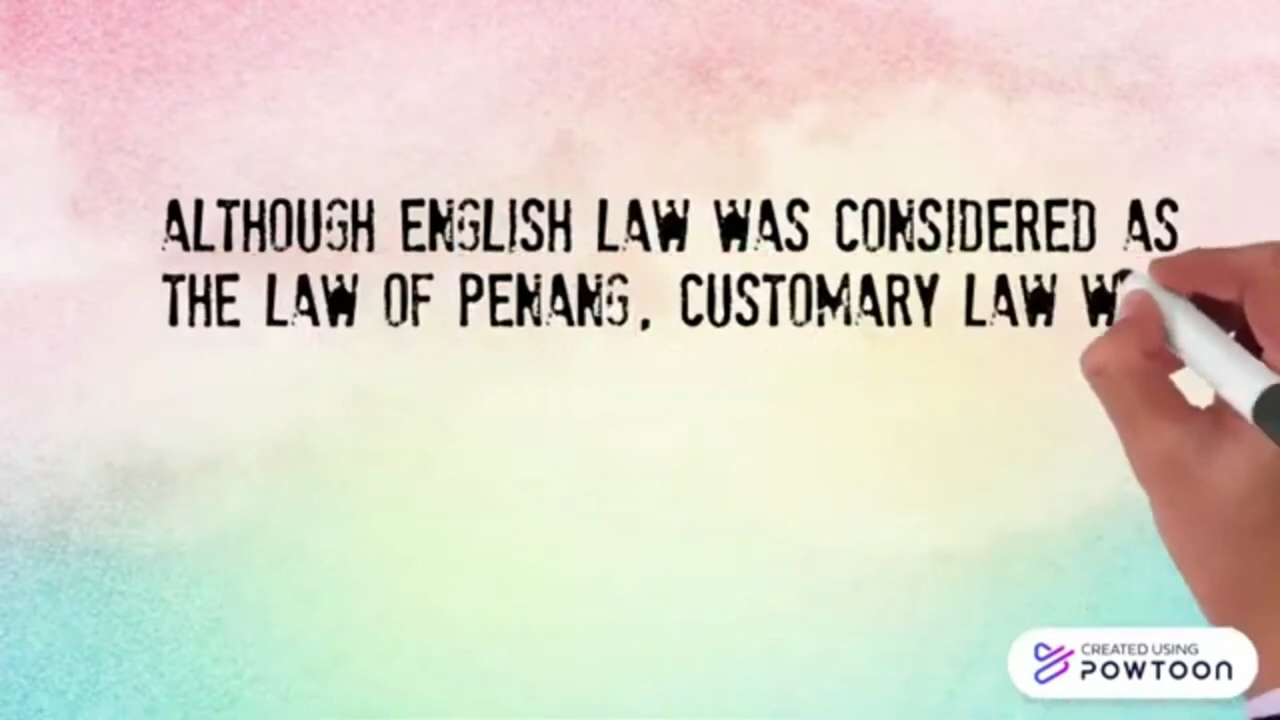 ALTHOUGH ENGLISH LAW WAS CONSIDERED AS
THE LAW OF PENANG, CUSTOMARY LAW
CREATED USING
POWTOON